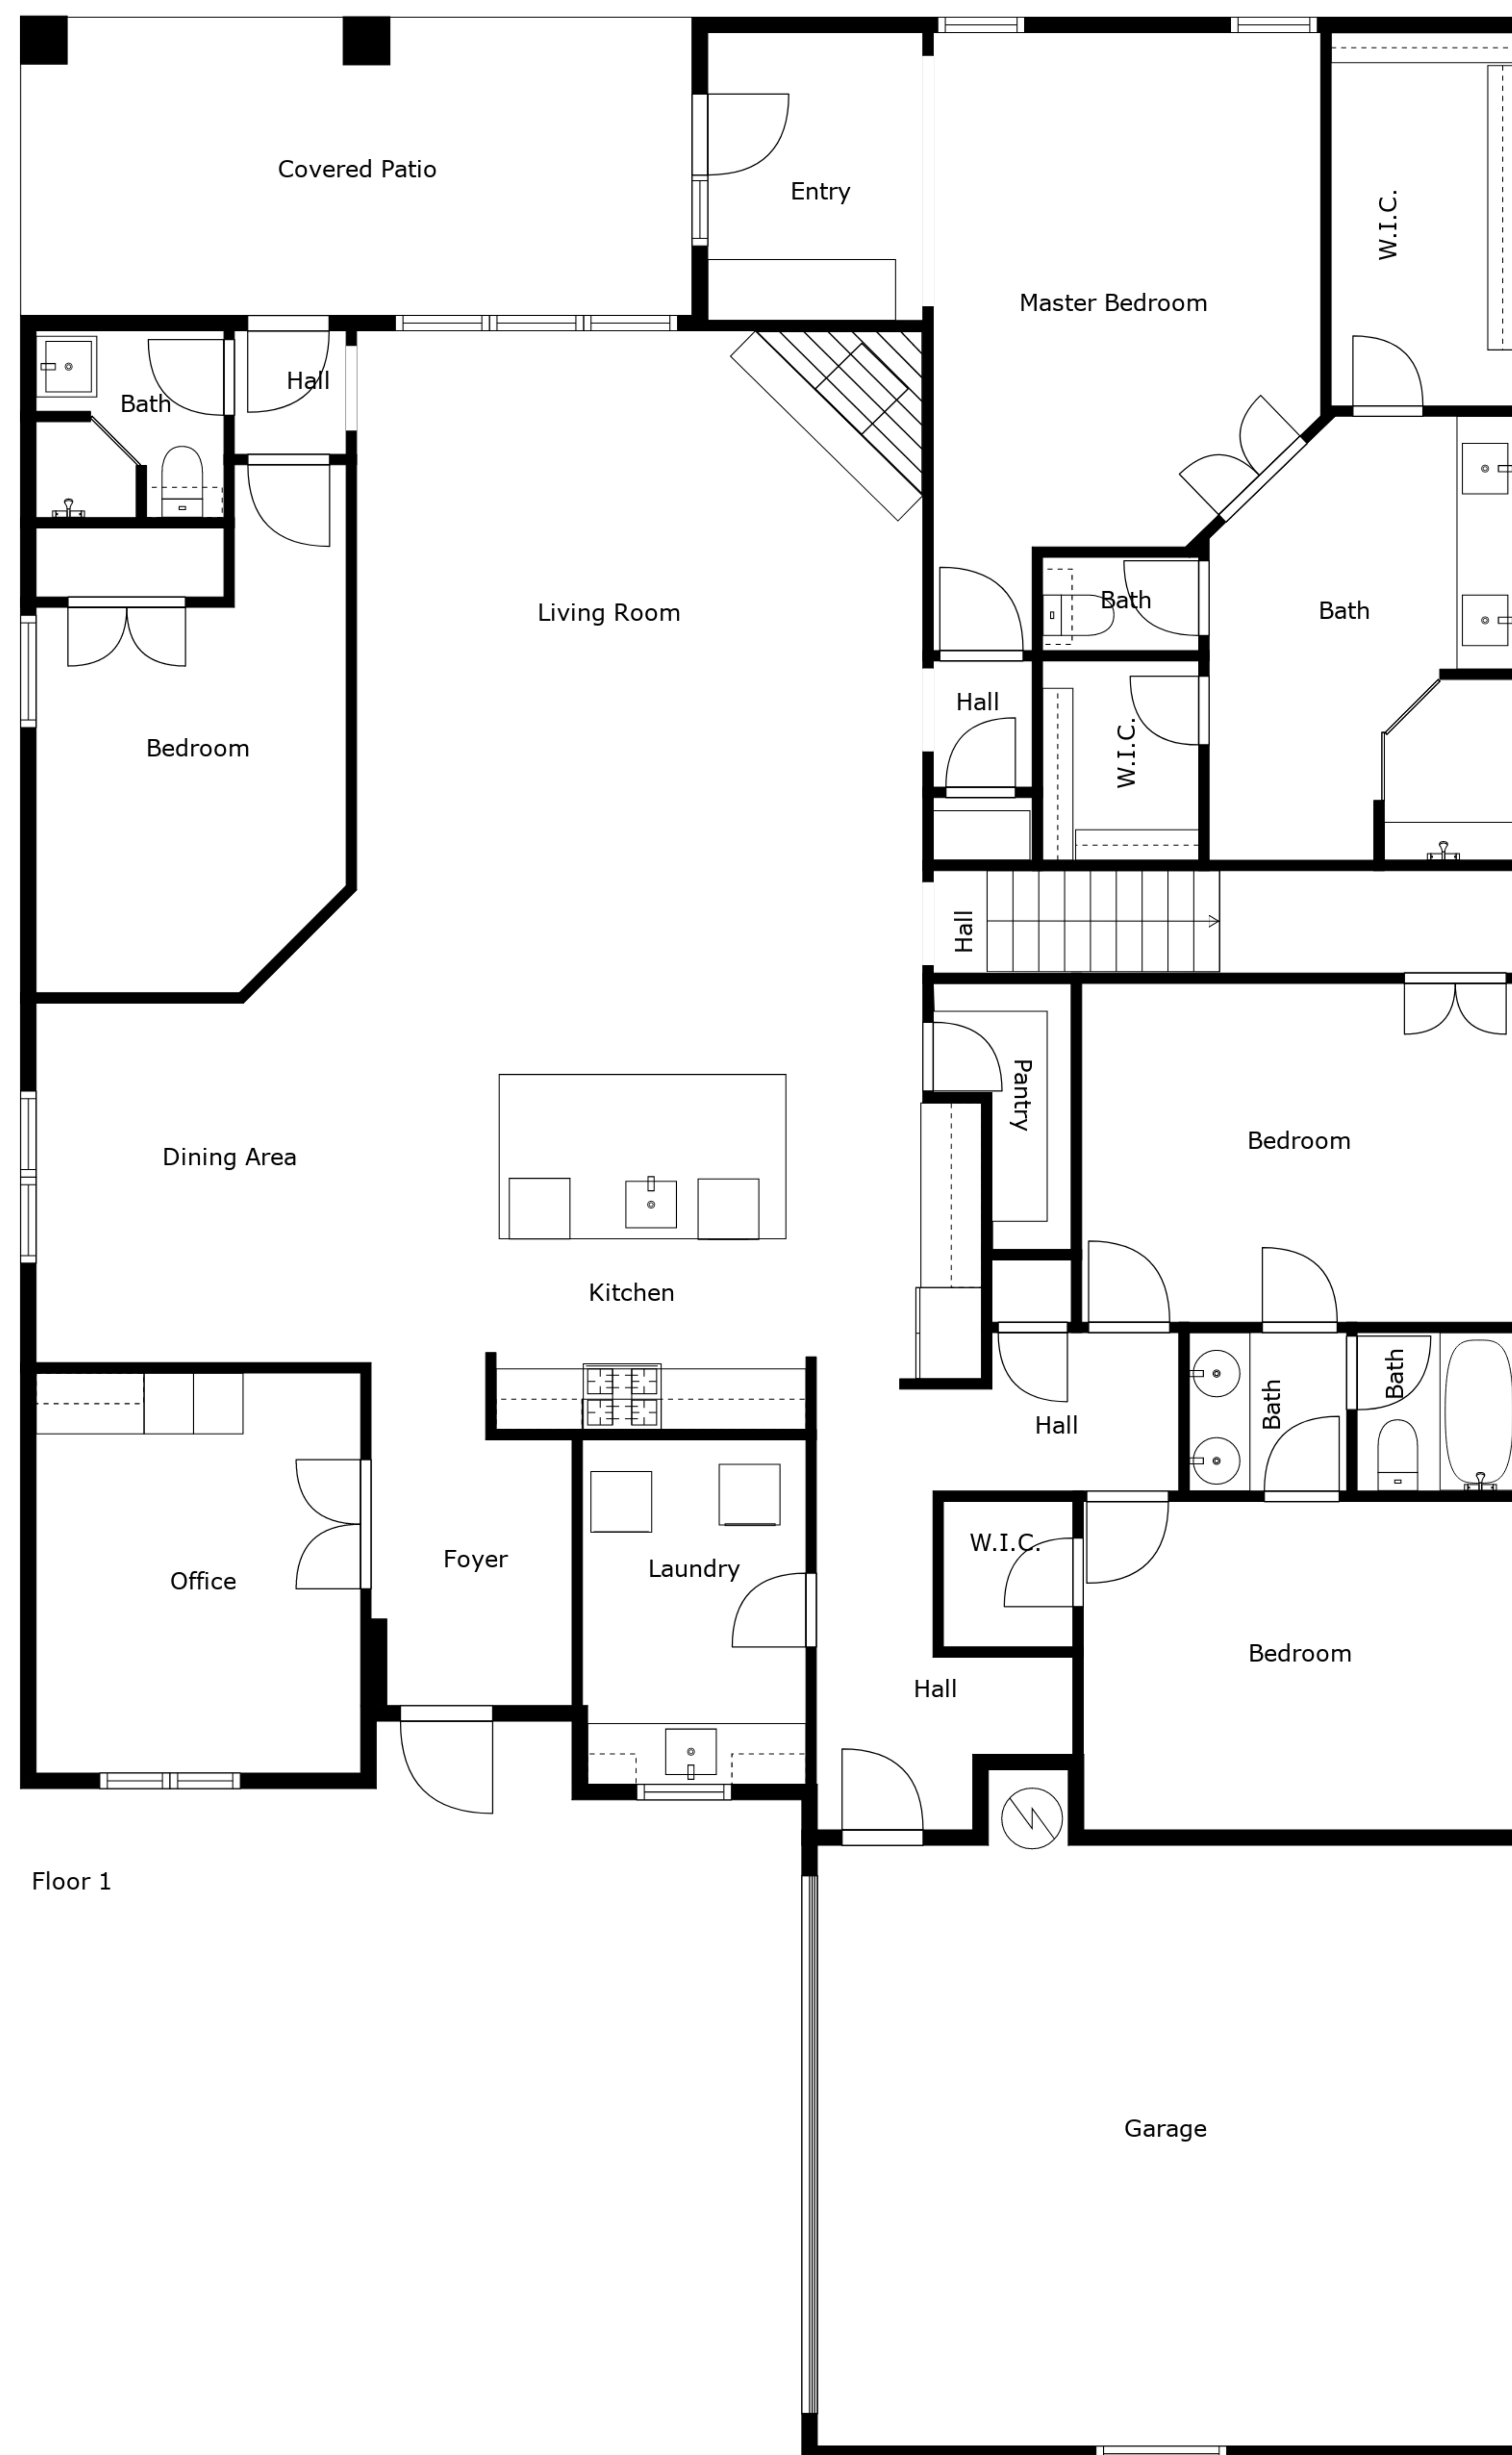 Covered Patio
Entry
W.I.C.
Master Bedroom
Hall
Bath
Living Room
Bath
Bath
Hall
Bedroom
W.I.C.
Hall
Pantry
Bedroom
Dining Area
Kitchen
Bath
Bath
Hall
W.I.C.
Foyer
Laundry
Office
Bedroom
Hall
Floor 1
Garage